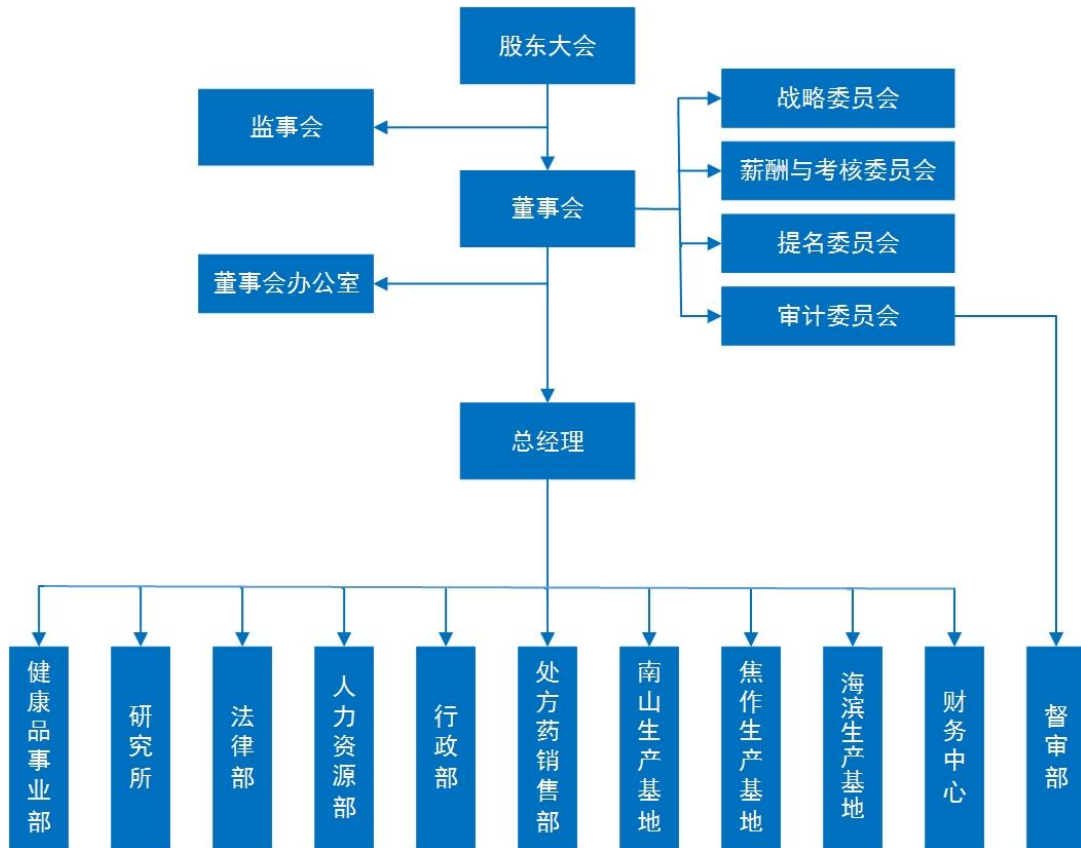 股东大会
监事会
战略委员会
薪酬与考核委员会
董事会
提名委员会
董事会办公室
审计委员会
总经理
健康品事业部
研究所
法律部
人力资源部
行政部
处方药销售部
南山生产基地
焦作生产基地
海滨生产基地
财务中心
督审部